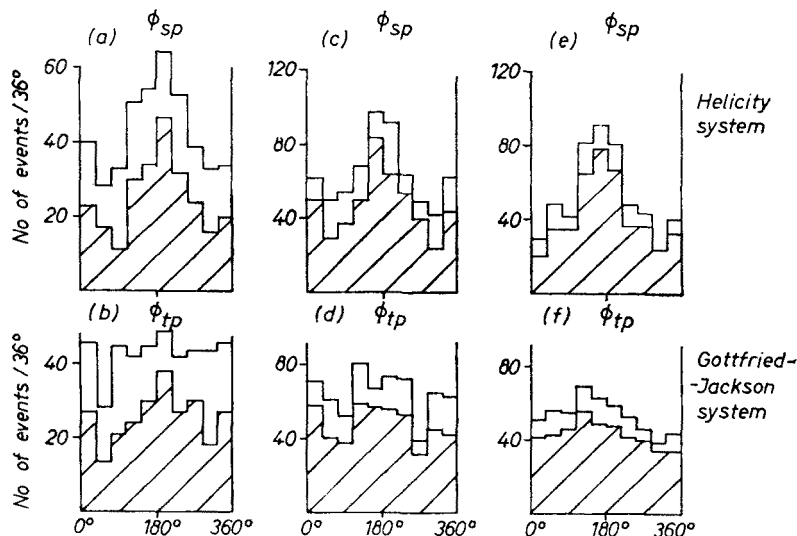 (a) ϕsp
(c) ϕsp
(e) ϕsp
60
40
20
120
80
40
120
80
40
No of events / 36°
Helicity
system
(b) ϕtp
(d) ϕtp
(f) ϕtp
40
20
80
40
80
40
No of events / 36°
Gottfried-
-Jackson
system
0° 180° 360°
0° 180° 360°
0° 180° 360°